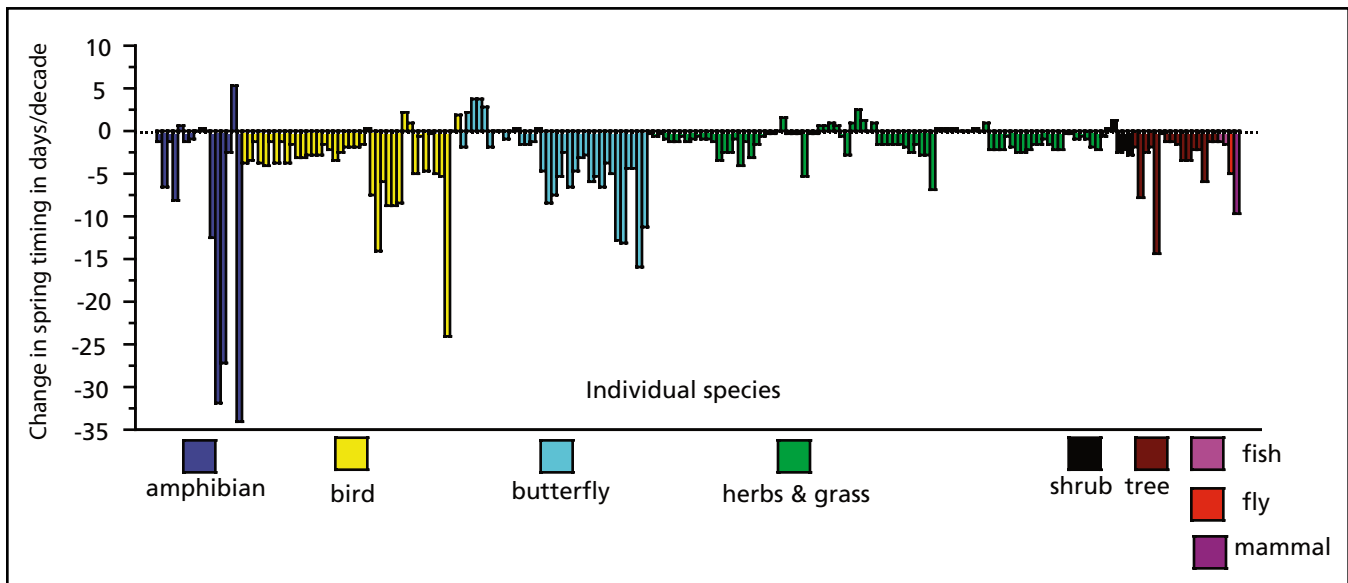 Change in spring timing in days/decade
10
5
0
-5
-10
-15
-20
-25
-30
-35
Individual species
amphibian
bird
butterfly
herbs & grass
shrub
tree
fish
fly
mammal